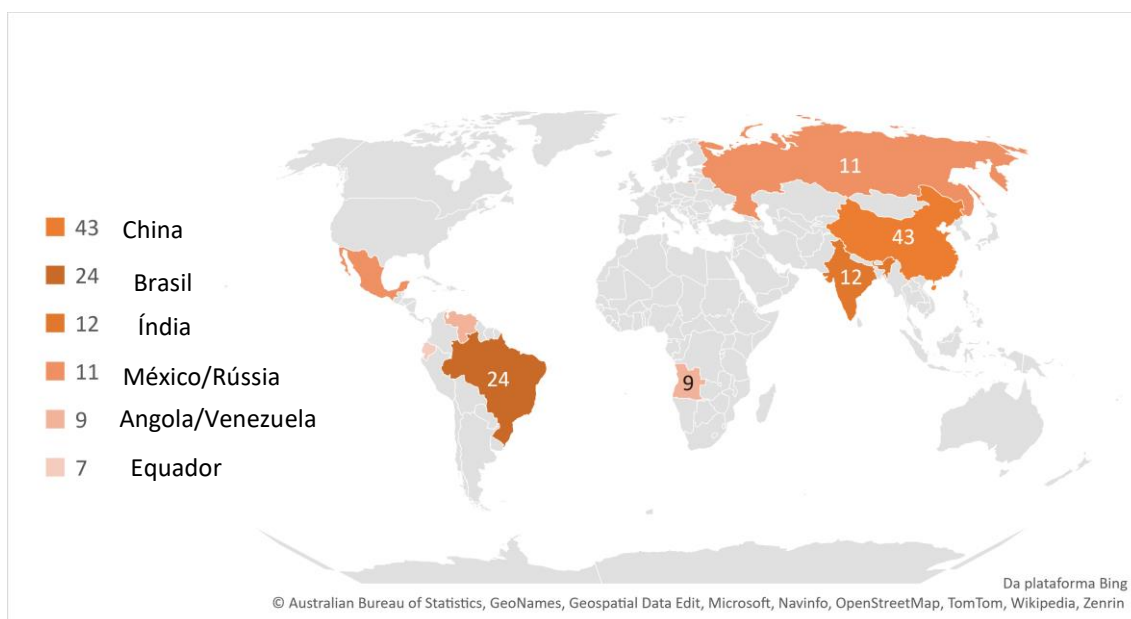 43 China
24 Brasil
12 Índia
11 México/Rússia
9 Angola/Venezuela
7 Equador
11
43
12
24
9
Da plataforma Bing
© Australian Bureau of Statistics, GeoNames, Geospatial Data Edit, Microsoft, Navinfo, OpenStreetMap, TomTom, Wikipedia, Zenrin